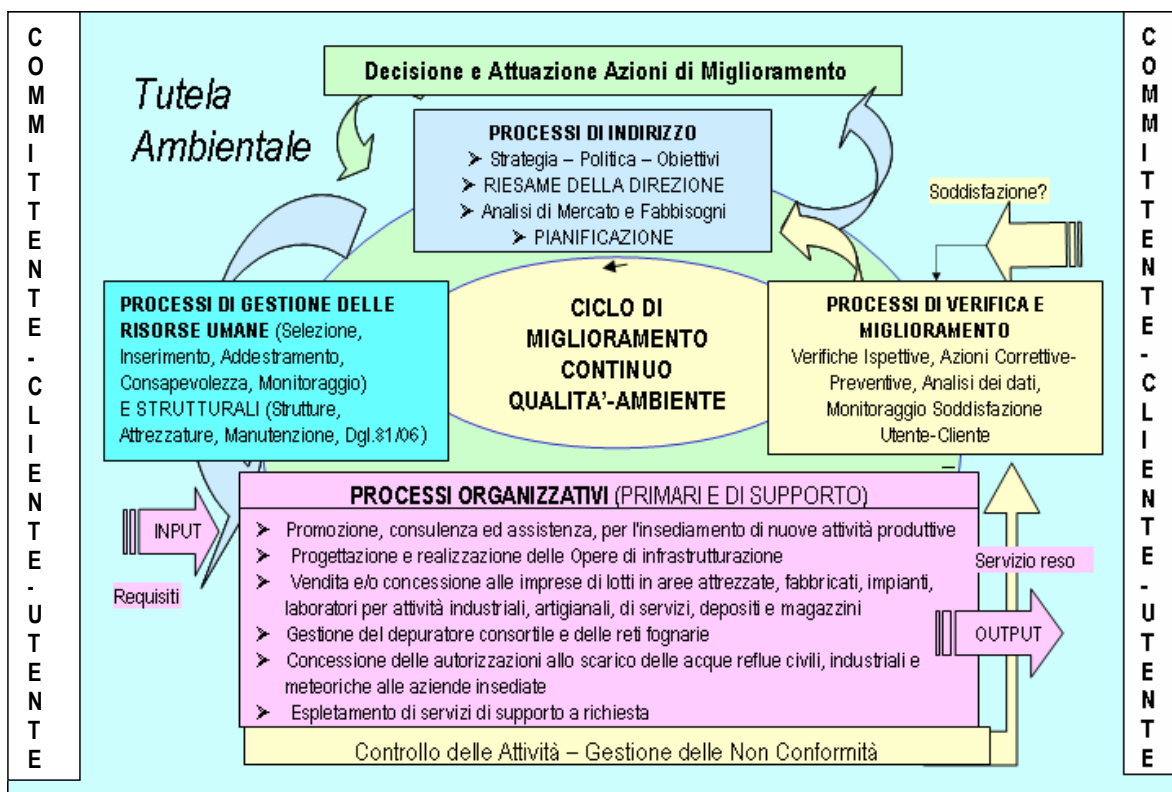 COMMITTENTE-CLIENTE-UTENTE
Tutela
Ambientale
Decisione e Attuazione Azioni di Miglioramento
PROCESSI DI INDIRIZZO
➢ Strategia – Politica – Obiettivi
➢ RIESAME DELLA DIREZIONE
➢ Analisi di Mercato e Fabbisogni
➢ PIANIFICAZIONE
Soddisfazione?
PROCESSI DI GESTIONE DELLE
RISORSE UMANE (Selezione,
Inserimento, Addestramento,
Consapevolezza, Monitoraggio)
E STRUTTURALI (Strutture,
Attrezzature, Manutenzione, Dgl.81/06)
CICLO DI
MIGLIORAMENTO
CONTINUO
QUALITA'-AMBIENTE
PROCESSI DI VERIFICA E
MIGLIORAMENTO
Verifiche Ispettive, Azioni Correttive-
Preventive, Analisi dei dati,
Monitoraggio Soddisfazione
Utente-Cliente
INPUT
Requisiti
PROCESSI ORGANIZZATIVI (PRIMARI E DI SUPPORTO)
➢ Promozione, consulenza ed assistenza, per l'insediamento di nuove attività produttive
➢ Progettazione e realizzazione delle Opere di infrastrutturazione
➢ Vendita e/o concessione alle imprese di lotti in aree attrezzate, fabbricati, impianti,
laboratori per attività industriali, artigianali, di servizi, depositi e magazzini
➢ Gestione del depuratore consortile e delle reti fognarie
➢ Concessione delle autorizzazioni allo scarico delle acque reflue civili, industriali e
meteoriche alle aziende insediate
➢ Espletamento di servizi di supporto a richiesta
Servizio reso
OUTPUT
Controllo delle Attività – Gestione delle Non Conformità
COMMITTENTE-CLIENTE-UTENTE